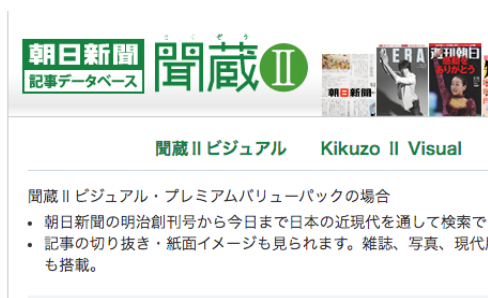 朝日新聞
記事データベース
きくぞう
聞蔵Ⅱ
朝日新聞
AERA
週刊朝日
感動を
ありがとう
聞蔵Ⅱビジュアル Kikuzo Ⅱ Visual
聞蔵Ⅱビジュアル・プレミアムバリューパックの場合
• 朝日新聞の明治創刊号から今日まで日本の近現代を通して検索で
• 記事の切り抜き・紙面イメージも見られます。雑誌、写真、現代
も搭載。